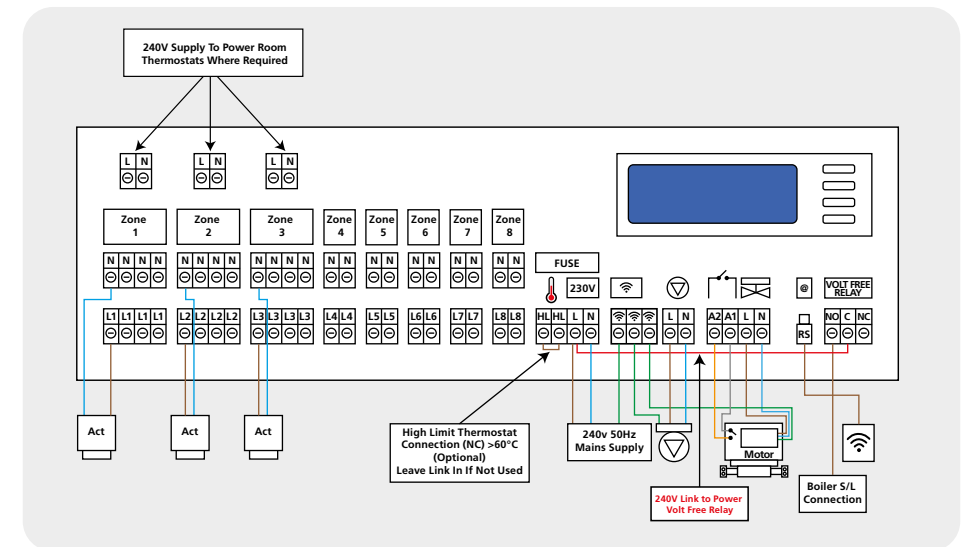 240V Supply To Power Room
Thermostats Where Required
L N L N L N
Zone
1
Zone
2
Zone
3
Zone
4
Zone
5
Zone
6
Zone
7
Zone
8
N N N N N N N N N N N N N N N N N N N N N N
FUSE
230V
@
VOLT FREE
RELAY
L1 L1 L1 L1 L2 L2 L2 L2 L3 L3 L3 L3 L4 L4 L5 L5 L6 L6 L7 L7 L8 L8
HL HL L N L N A2 A1 L N
RS
NO C NC
Act
Act
Act
High Limit Thermostat
Connection (NC) >60°C
(Optional)
Leave Link In If Not Used
240v 50Hz
Mains Supply
Motor
240V Link to Power
Volt Free Relay
Boiler S/L
Connection